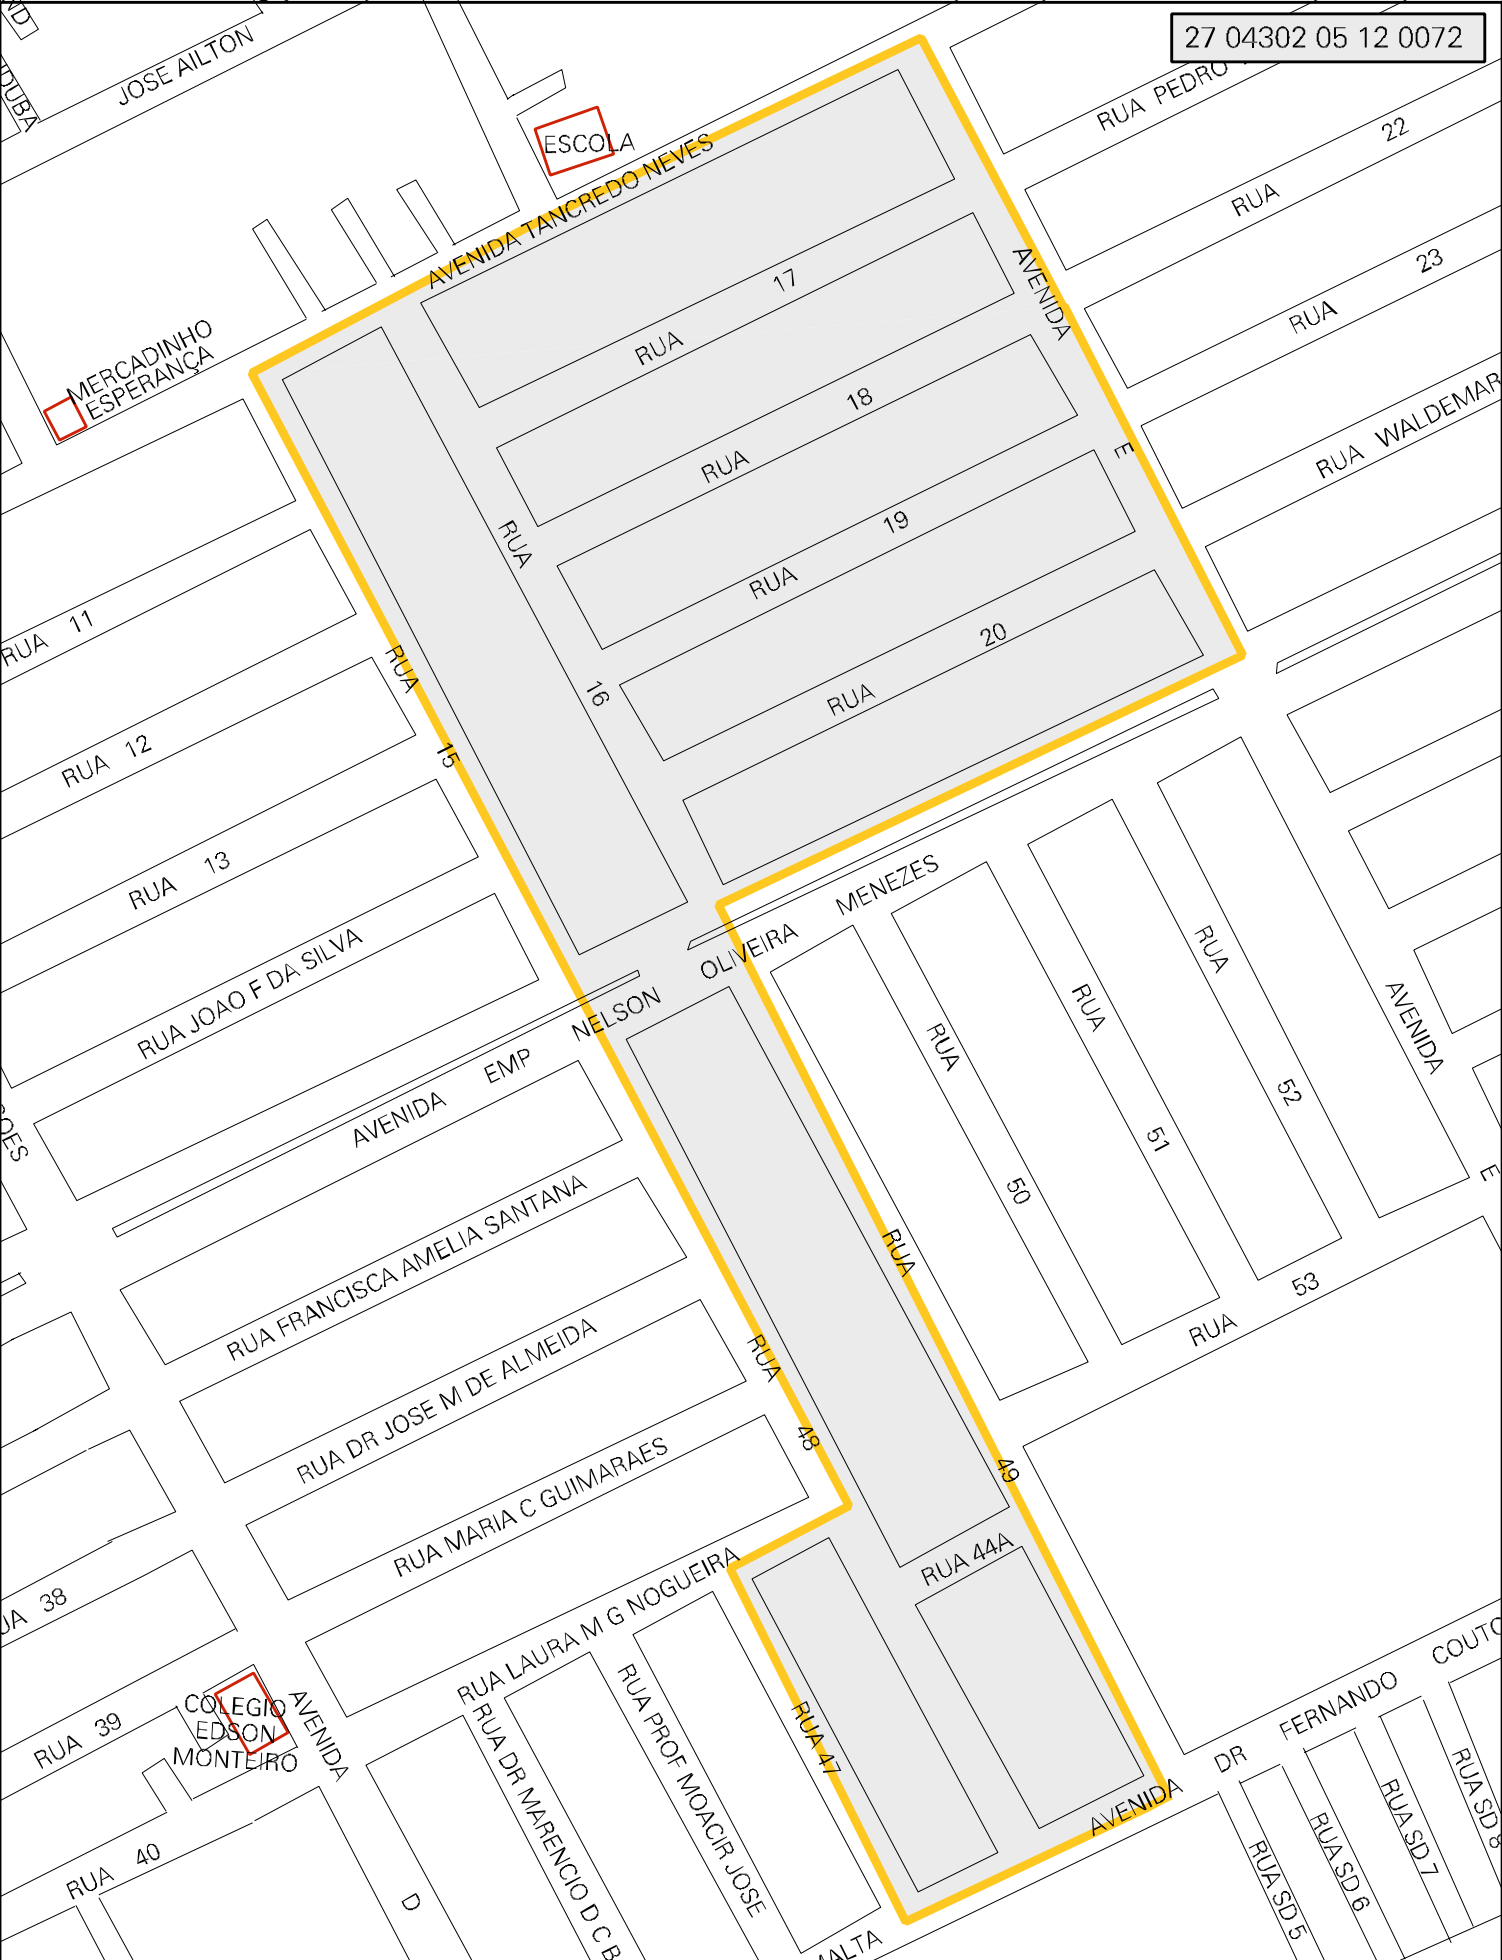 27 04302 05 12 0072
JOSE AILTON
ESCOLA
AVENIDA TANCREDO NEVES
RUA PEDRO
RUA 22
RUA 23
RUA WALDEMAR
MERCADINHO
ESPERANÇA
RUA 17
RUA 18
RUA 19
RUA 20
AVENIDA E
RUA 16
RUA 15
RUA 11
RUA 12
RUA 13
RUA JOAO F DA SILVA
AVENIDA EMP NELSON OLIVEIRA MENEZES
RUA FRANCISCA AMELIA SANTANA
RUA DR JOSE M DE ALMEIDA
RUA MARIA C GUIMARAES
RUA LAURA M G NOGUEIRA
RUA 48
RUA 49
RUA 50
RUA 51
RUA 52
AVENIDA E
RUA 53
RUA 44A
RUA 47
38
RUA 39
RUA 40
COLEGIO
EDSON
MONTEIRO
AVENIDA D
RUA DR MARENCIO D C B
RUA PROF MOACIR JOSE
AVENIDA DR FERNANDO COUTO
MALTA
RUA SD 5
RUA SD 6
RUA SD 7
RUA SD 8